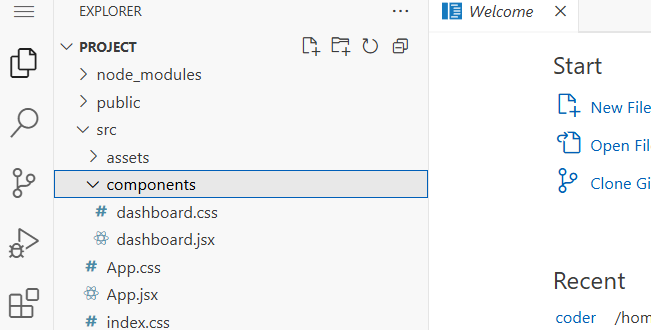 EXPLORER
PROJECT
node_modules
public
src
assets
components
dashboard.css
dashboard.jsx
App.css
App.jsx
index.css
Welcome
Start
New File
Open Fil
Clone Gi
Recent
coder /hom